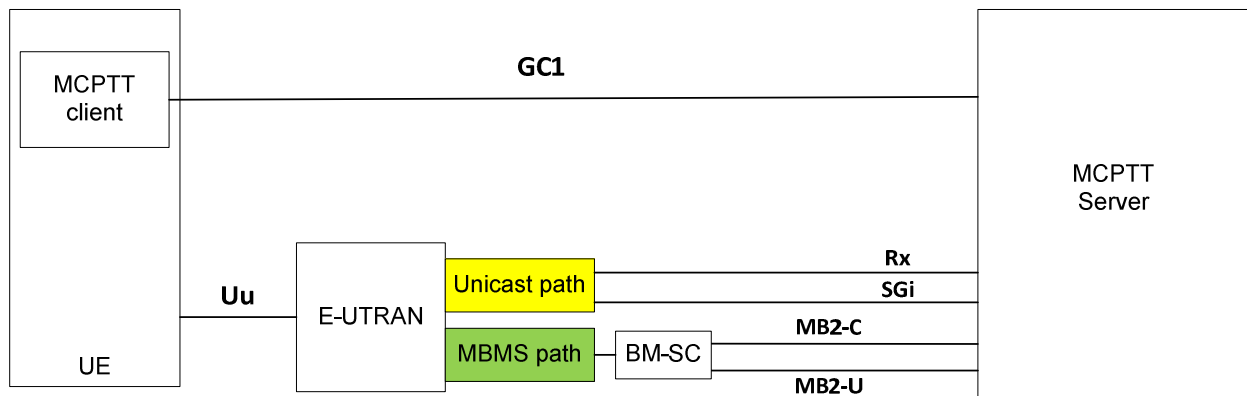 GC1
MCPTT
client
MCPTT
Server
Rx
Unicast path
SGi
Uu
E-UTRAN
MB2-C
MBMS path
BM-SC
UE
MB2-U